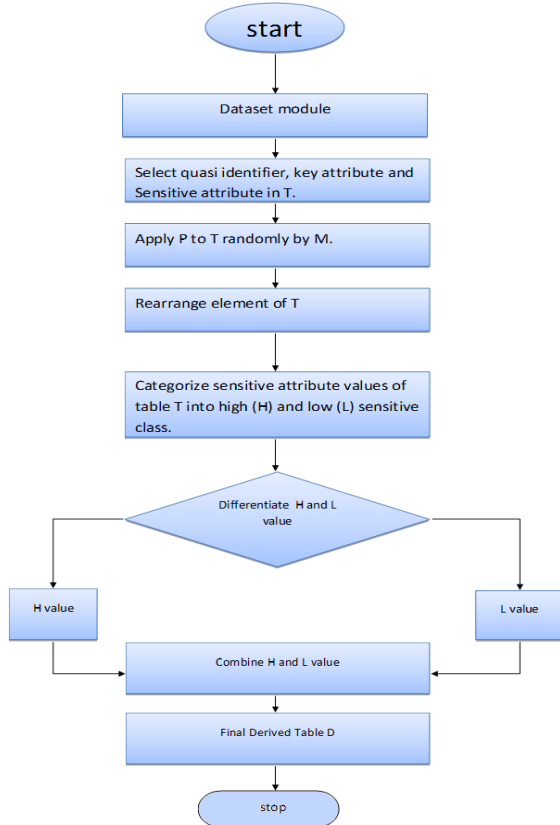 start
Dataset module
Select quasi identifier, key attribute and
Sensitive attribute in T.
Apply P to T randomly by M.
Rearrange element of T
Categorize sensitive attribute values of
table T into high (H) and low (L) sensitive
class.
Differentiate H and L
value
H value
L value
Combine H and L value
Final Derived Table D
stop